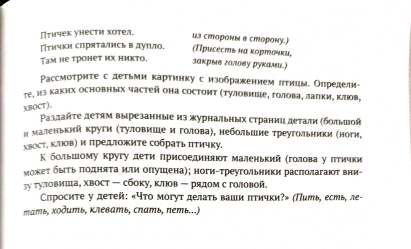 Птичек унести хотел. из стороны в сторону.)
Птички спрятались в дупло. (Присесть на корточки,
Там не тронет их никто. закрыв голову руками.)
Рассмотрите с детьми картинку с изображением птицы. Определи-
те, из каких основных частей она состоит (туловище, голова, лапки, клюв,
хвост).
Раздайте детям вырезанные из журнальных страниц детали (большой
и маленький круги (туловище и голова), небольшие треугольники (ноги,
хвост, клюв) и предложите собрать птичку.
К большому кругу дети присоединяют маленький (голова у птички
может быть поднята или опущена); ноги-треугольники располагают вни-
зу туловища, хвост — сбоку, клюв — рядом с головой.
Спросите у детей: «Что могут делать ваши птички?» (Пить, есть, ле-
тать, ходить, клевать, спать, петь...)